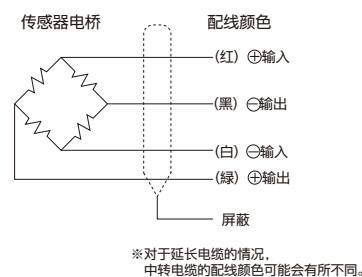 传感器电桥
配线颜色
(红) ⊕输入
(黑) ⊖输出
(白) ⊖输入
(緑) ⊕输出
屏蔽
※对于延长电缆的情况，
中转电缆的配线颜色可能会有所不同。